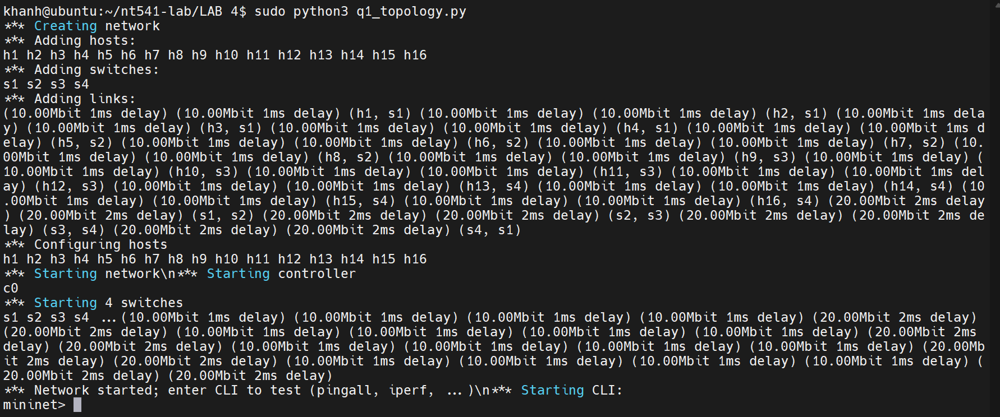 khanh@ubuntu:~/nt541-lab/LAB 4$ sudo python3 q1_topology.py
*** Creating network
*** Adding hosts:
h1 h2 h3 h4 h5 h6 h7 h8 h9 h10 h11 h12 h13 h14 h15 h16
*** Adding switches:
s1 s2 s3 s4
*** Adding links:
(10.00Mbit 1ms delay) (10.00Mbit 1ms delay) (h1, s1) (10.00Mbit 1ms delay) (10.00Mbit 1ms delay) (h2, s1) (10.00Mbit 1ms dela
y) (10.00Mbit 1ms delay) (h3, s1) (10.00Mbit 1ms delay) (10.00Mbit 1ms delay) (h4, s1) (10.00Mbit 1ms delay) (10.00Mbit 1ms d
elay) (h5, s2) (10.00Mbit 1ms delay) (10.00Mbit 1ms delay) (h6, s2) (10.00Mbit 1ms delay) (10.00Mbit 1ms delay) (h7, s2) (10.
00Mbit 1ms delay) (10.00Mbit 1ms delay) (h8, s2) (10.00Mbit 1ms delay) (10.00Mbit 1ms delay) (h9, s3) (10.00Mbit 1ms delay) (
10.00Mbit 1ms delay) (h10, s3) (10.00Mbit 1ms delay) (10.00Mbit 1ms delay) (h11, s3) (10.00Mbit 1ms delay) (10.00Mbit 1ms del
ay) (h12, s3) (10.00Mbit 1ms delay) (10.00Mbit 1ms delay) (h13, s4) (10.00Mbit 1ms delay) (10.00Mbit 1ms delay) (h14, s4) (10
.00Mbit 1ms delay) (10.00Mbit 1ms delay) (h15, s4) (10.00Mbit 1ms delay) (10.00Mbit 1ms delay) (h16, s4) (20.00Mbit 2ms delay
) (20.00Mbit 2ms delay) (s1, s2) (20.00Mbit 2ms delay) (20.00Mbit 2ms delay) (s2, s3) (20.00Mbit 2ms delay) (20.00Mbit 2ms de
lay) (s3, s4) (20.00Mbit 2ms delay) (20.00Mbit 2ms delay) (s4, s1)
*** Configuring hosts
h1 h2 h3 h4 h5 h6 h7 h8 h9 h10 h11 h12 h13 h14 h15 h16
*** Starting network\n*** Starting controller
c0
*** Starting 4 switches
s1 s2 s3 s4 ...(10.00Mbit 1ms delay) (10.00Mbit 1ms delay) (10.00Mbit 1ms delay) (10.00Mbit 1ms delay) (20.00Mbit 2ms delay)
(20.00Mbit 2ms delay) (10.00Mbit 1ms delay) (10.00Mbit 1ms delay) (10.00Mbit 1ms delay) (10.00Mbit 1ms delay) (20.00Mbit 2ms
delay) (20.00Mbit 2ms delay) (10.00Mbit 1ms delay) (10.00Mbit 1ms delay) (10.00Mbit 1ms delay) (10.00Mbit 1ms delay) (20.00Mb
it 2ms delay) (20.00Mbit 2ms delay) (10.00Mbit 1ms delay) (10.00Mbit 1ms delay) (10.00Mbit 1ms delay) (10.00Mbit 1ms delay) (
20.00Mbit 2ms delay) (20.00Mbit 2ms delay)
*** Network started; enter CLI to test (pingall, iperf, ...)\n*** Starting CLI:
mininet>